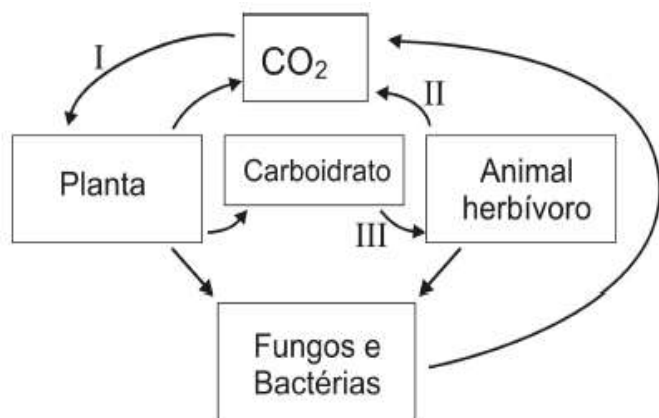 I
CO₂
II
Planta
Carboidrato
Animal
herbívoro
III
Fungos e
Bactérias